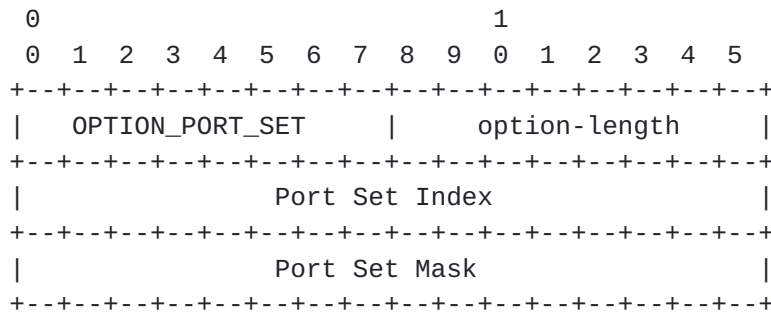 0                             1
0  1  2  3  4  5  6  7  8  9  0  1  2  3  4  5
+--+--+--+--+--+--+--+--+--+--+--+--+--+--+--+--+
|   OPTION_PORT_SET     |     option-length     |
+--+--+--+--+--+--+--+--+--+--+--+--+--+--+--+--+
|                Port Set Index                 |
+--+--+--+--+--+--+--+--+--+--+--+--+--+--+--+--+
|                Port Set Mask                  |
+--+--+--+--+--+--+--+--+--+--+--+--+--+--+--+--+